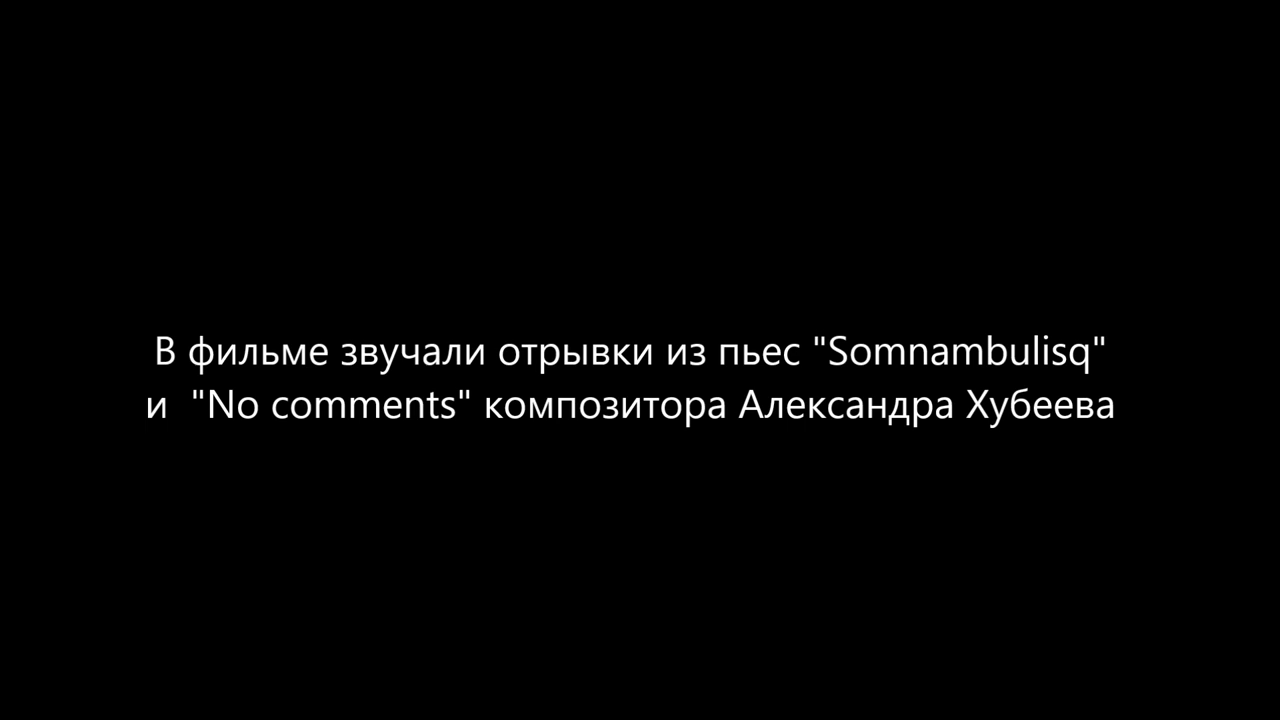 В фильме звучали отрывки из пьес "Somnambulisq"
и  "No comments" композитора Александра Хубеева